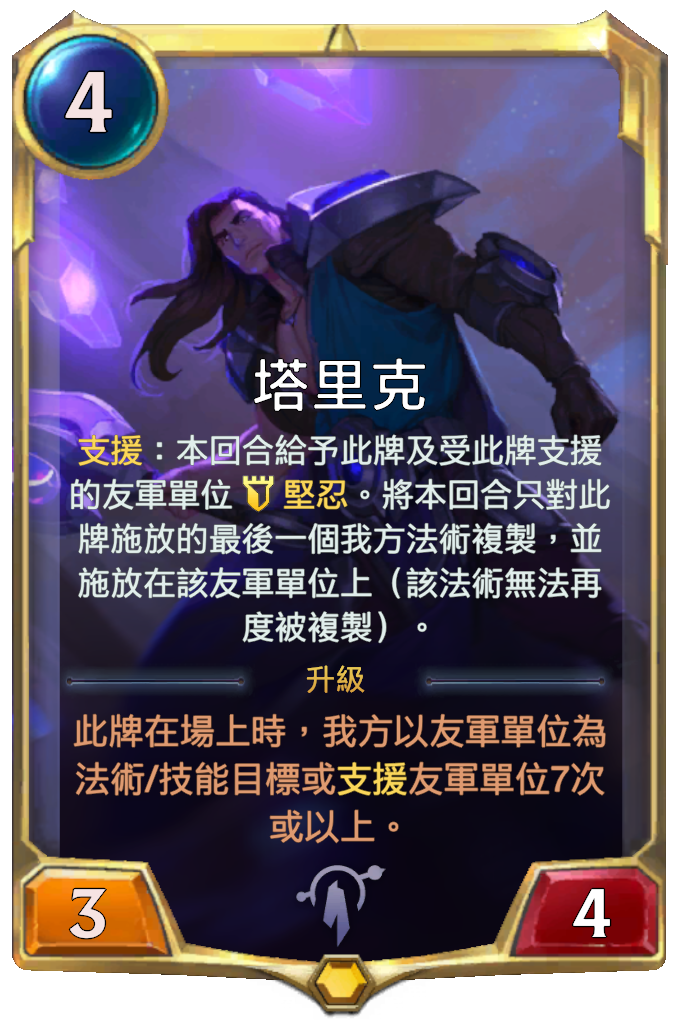 4
塔里克
支援：本回合給予此牌及受此牌支援
的友軍單位堅忍。將本回合只對此
牌施放的最後一個我方法術複製，並
施放在該友軍單位上（該法術無法再
度被複製）。
升級
此牌在場上時，我方以友軍單位為
法術/技能目標或支援友軍單位7次
或以上。
3
4